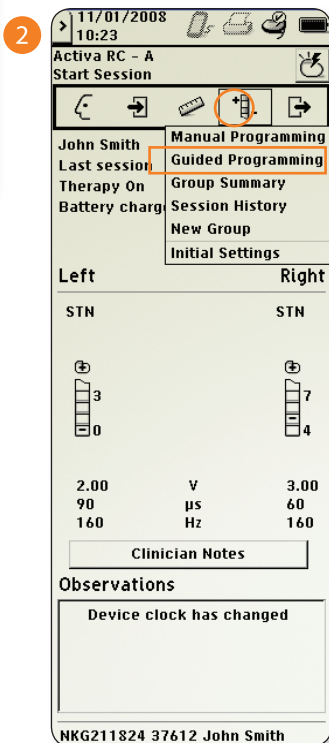 2
11/01/2008
10:23
Activa RC - A
Start Session
John Smith
Last session
Therapy On
Manual Programming
Guided Programming
Group Summary
Session History
New Group
Initial Settings
Left Right
STN STN
3 7
0 4
2.00 V 3.00
90 µs 60
160 Hz 160
Clinician Notes
Observations
Device clock has changed
NKG211824 37612 John Smith